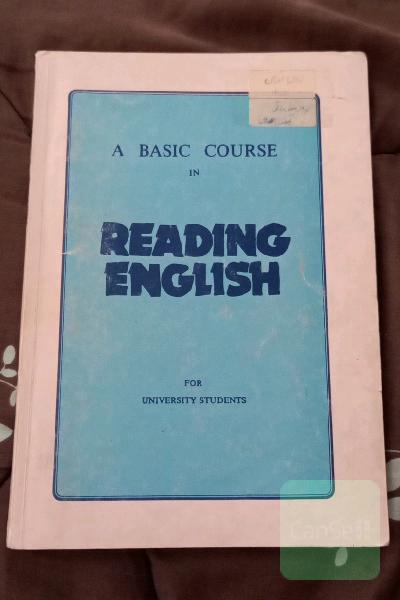 A BASIC COURSE
IN
READING
ENGLISH
FOR
UNIVERSITY STUDENTS